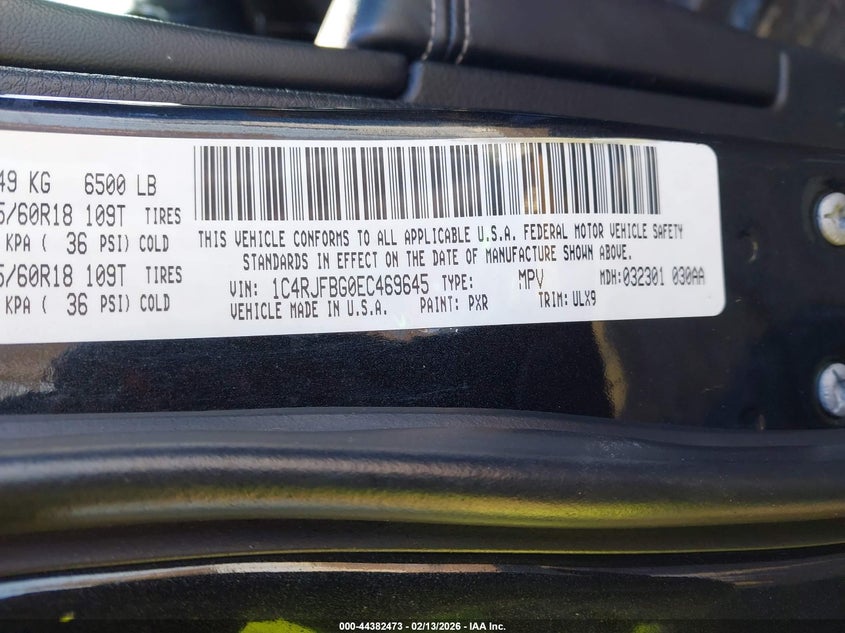 49 KG 6500 LB
5/60R18 109T TIRES
KPA ( 36 PSI) COLD
5/60R18 109T TIRES
KPA ( 36 PSI) COLD
THIS VEHICLE CONFORMS TO ALL APPLICABLE U.S.A. FEDERAL MOTOR VEHICLE SAFETY
STANDARDS IN EFFECT ON THE DATE OF MANUFACTURE SHOWN ABOVE.
VIN: 1C4RJFBG0EC469645 TYPE: MPV MDH:032301 030AA
VEHICLE MADE IN U.S.A. PAINT: PXR TRIM: ULX9
000-44382473 — 02/13/2026 — IAA Inc.